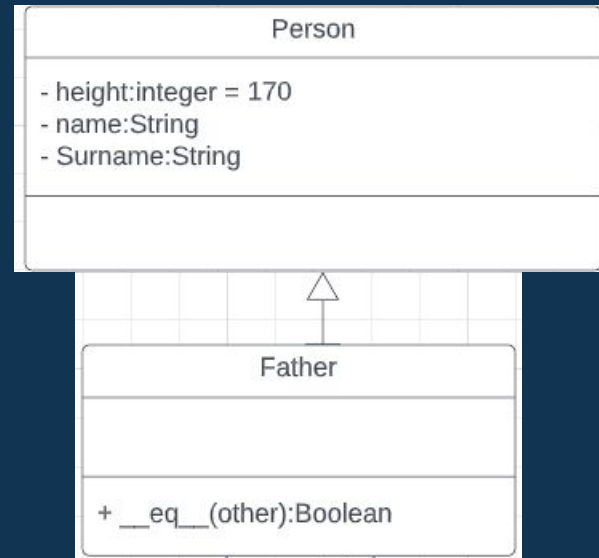 Person
- height:integer = 170
- name:String
- Surname:String
Father
+ __eq__(other):Boolean